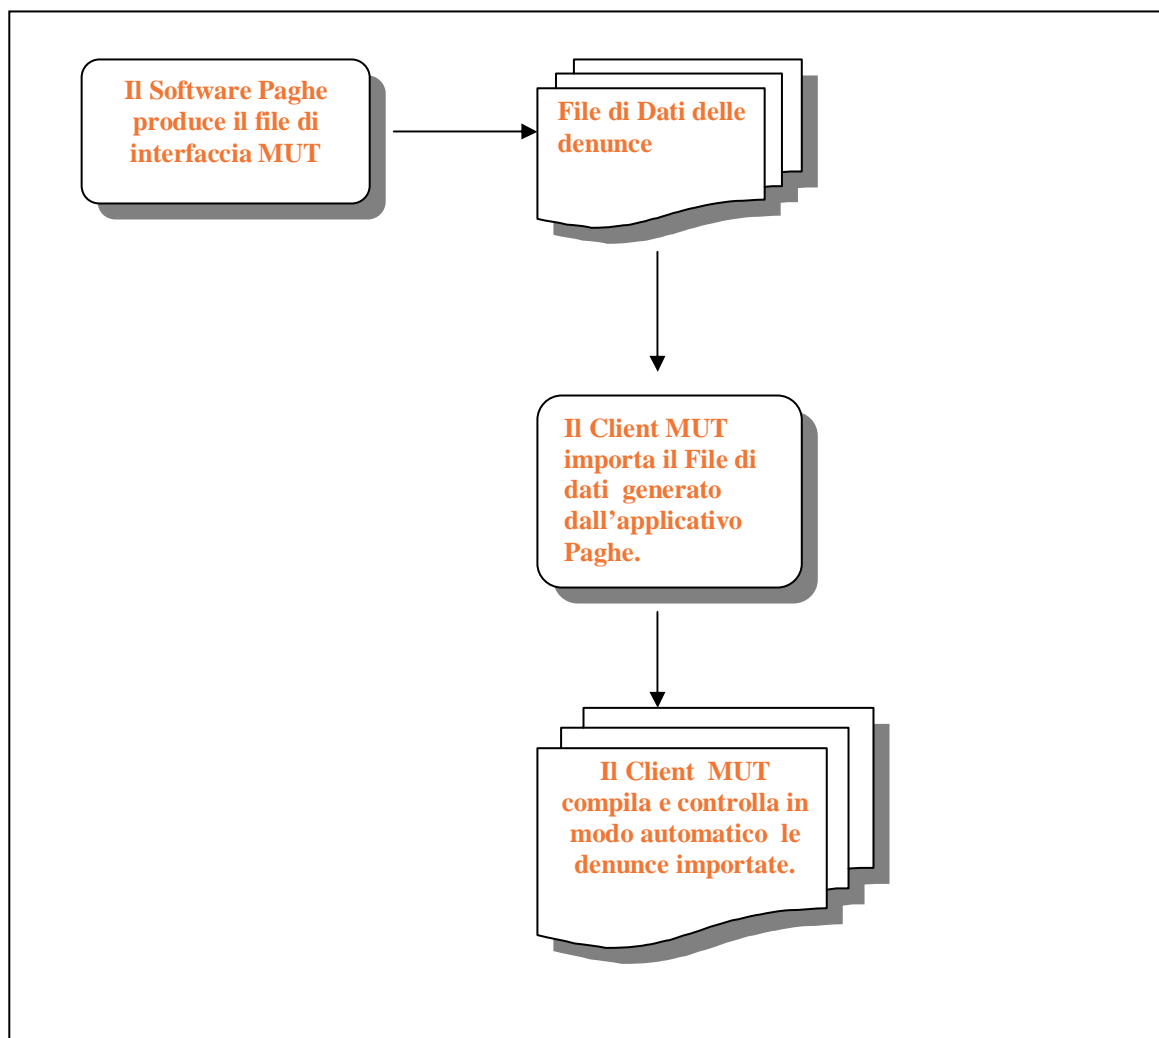 Il Software Paghe
produce il file di
interfaccia MUT
File di Dati delle
denunce
Il Client MUT
importa il File di
dati  generato
dall’applicativo
Paghe.
Il Client  MUT
compila e controlla in
modo automatico  le
denunce importate.